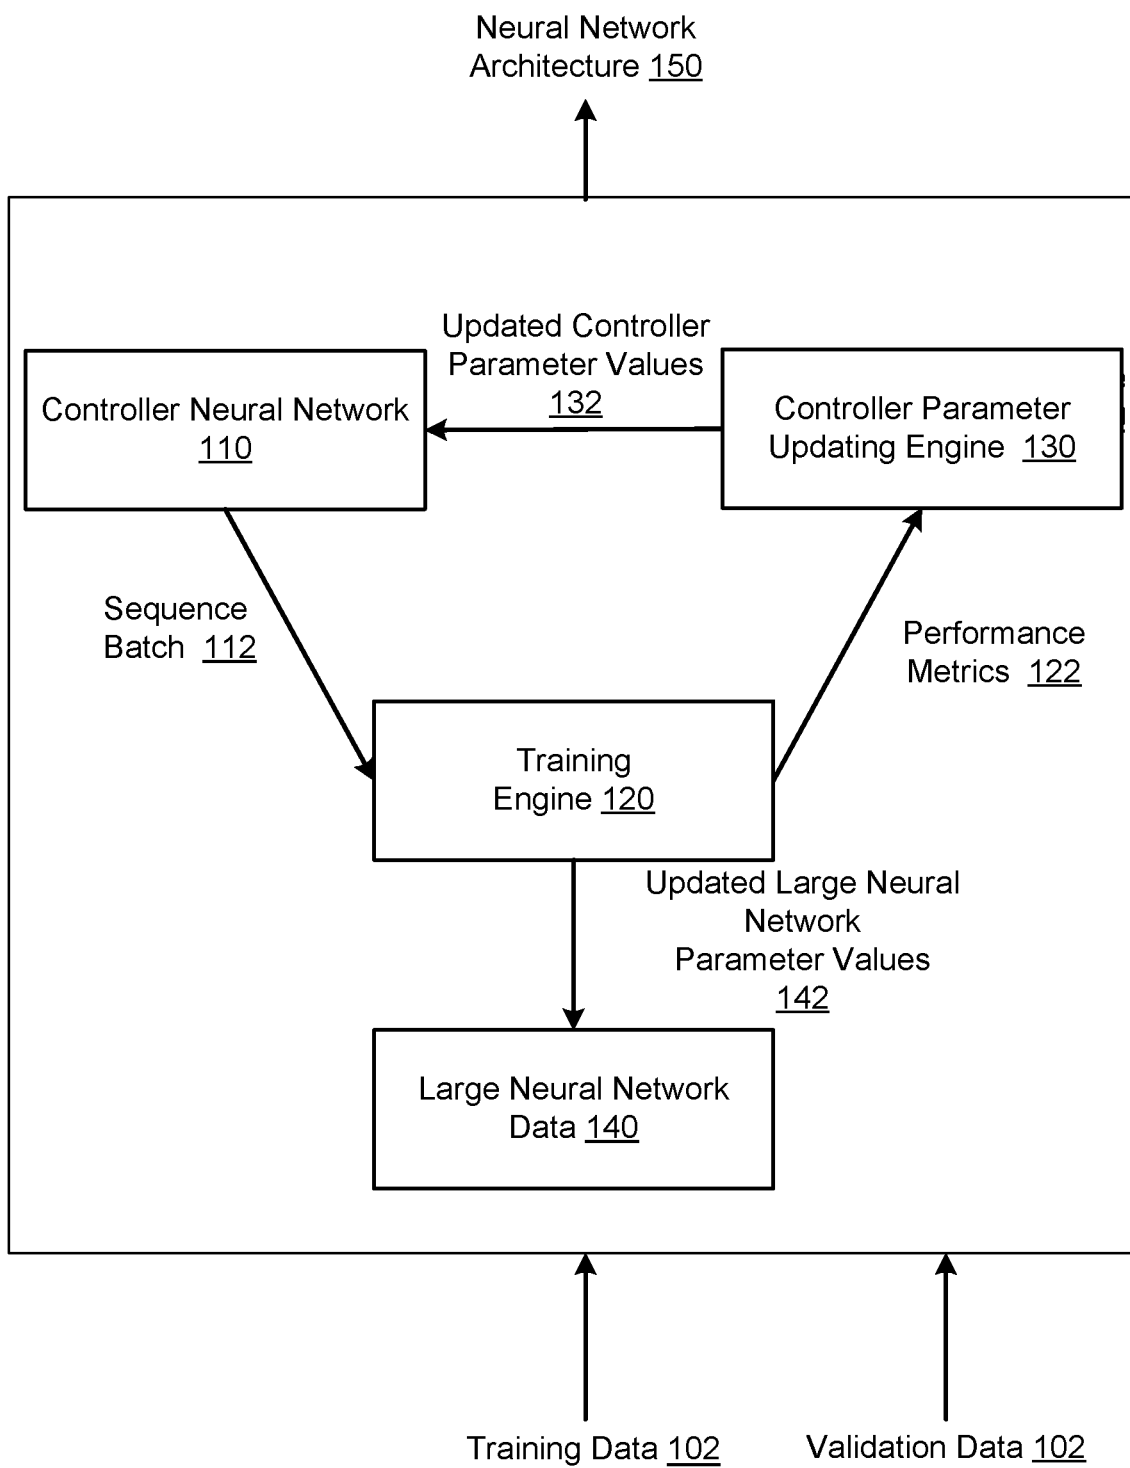 Neural Network
Architecture 150
Updated Controller
Parameter Values
132
Controller Neural Network
110
Controller Parameter
Updating Engine 130
Sequence
Batch 112
Performance
Metrics 122
Training
Engine 120
Updated Large Neural
Network
Parameter Values
142
Large Neural Network
Data 140
Training Data 102
Validation Data 102